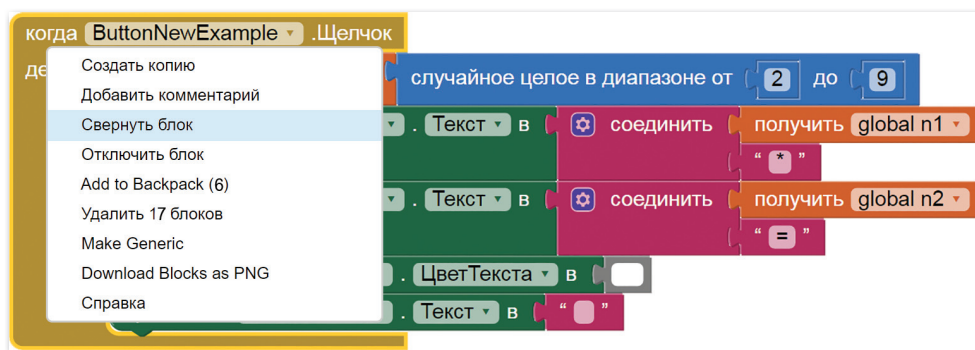 когда ButtonNewExample .Щелчок
де
Создать копию
Добавить комментарий
Свернуть блок
Отключить блок
Add to Backpack (6)
Удалить 17 блоков
Make Generic
Download Blocks as PNG
Справка
случайное целое в диапазоне от 2 до 9
. Текст в соединить получить global n1
“ * ”
. Текст в соединить получить global n2
“ = ”
. ЦветТекста в
. Текст в “ ”